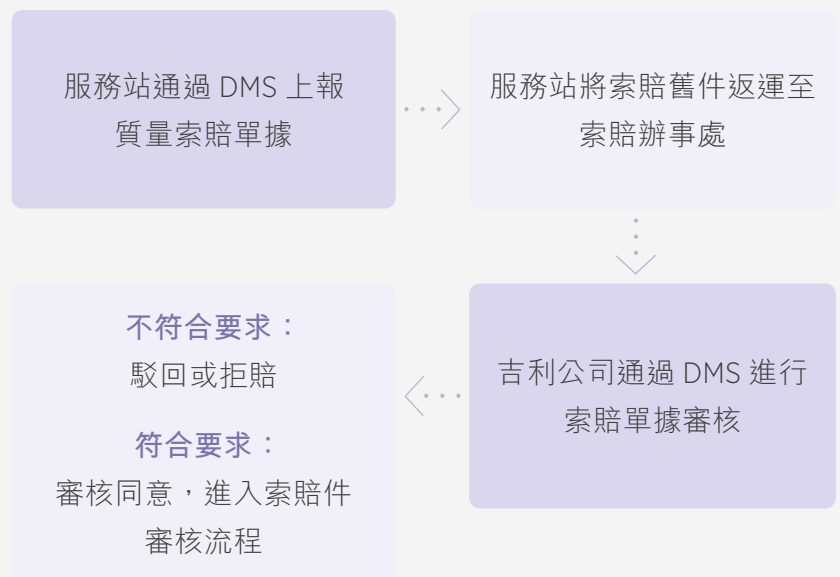 服務站通過 DMS 上報
質量索賠單據
服務站將索賠舊件返運至
索賠辦事處
吉利公司通過 DMS 進行
索賠單據審核
不符合要求：
駁回或拒賠
符合要求：
審核同意，進入索賠件
審核流程